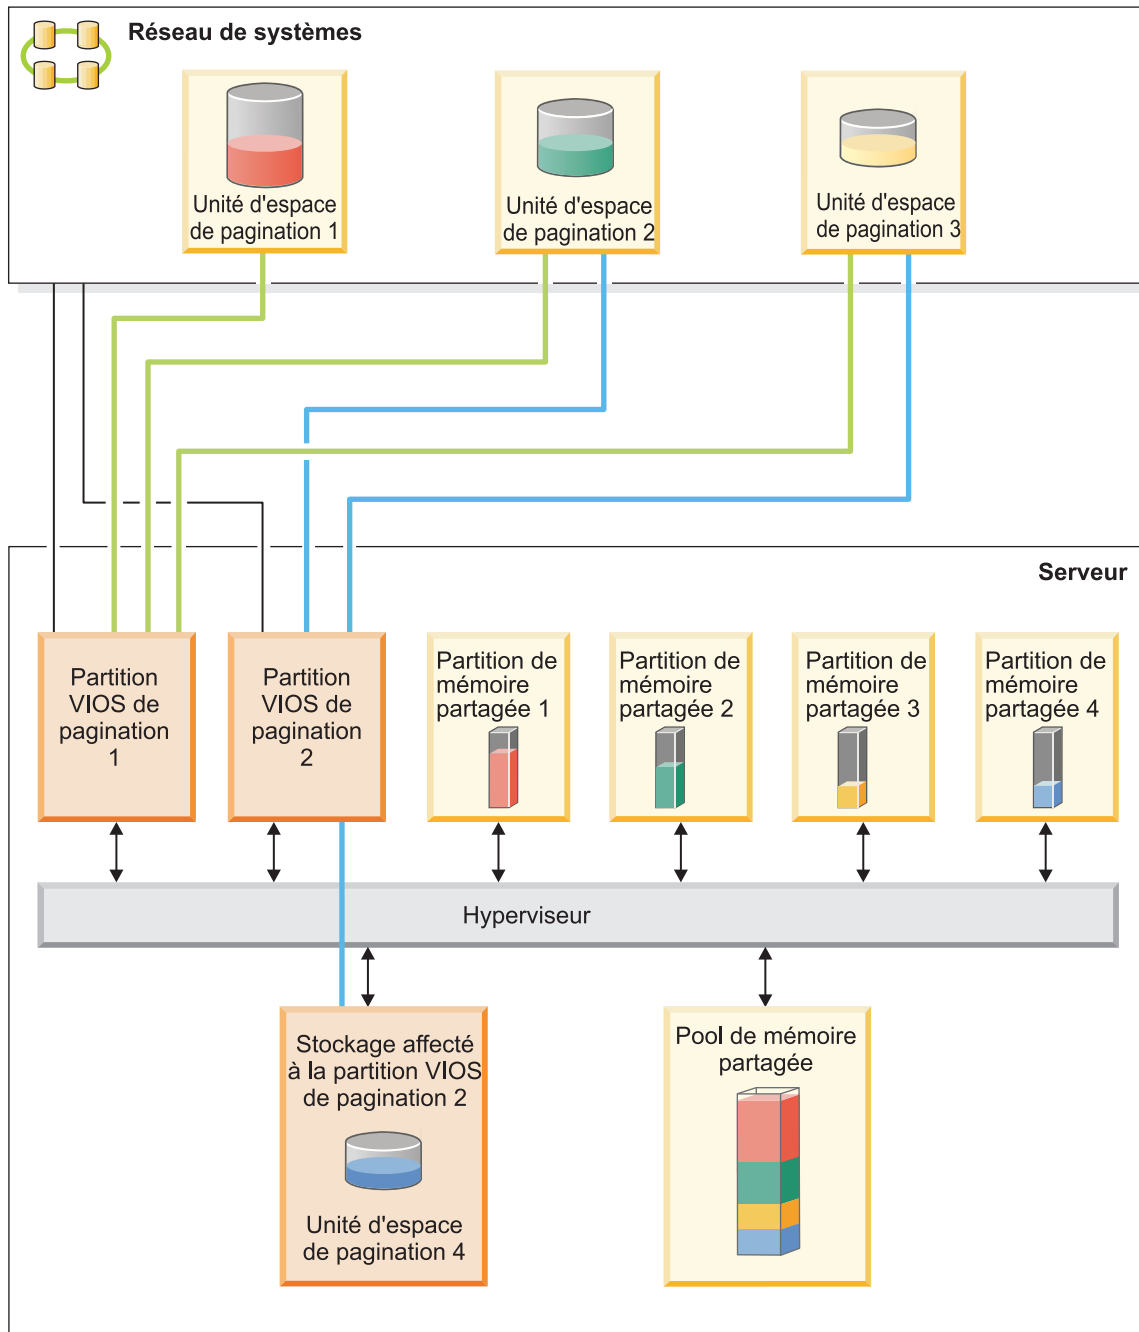 Réseau de systèmes
Unité d'espace
de pagination 1
Unité d'espace
de pagination 2
Unité d'espace
de pagination 3
Serveur
Partition
VIOS de
pagination
1
Partition
VIOS de
pagination
2
Partition de
mémoire
partagée 1
Partition de
mémoire
partagée 2
Partition de
mémoire
partagée 3
Partition de
mémoire
partagée 4
Hyperviseur
Stockage affecté
à la partition VIOS
de pagination 2
Unité d'espace
de pagination 4
Pool de mémoire
partagée